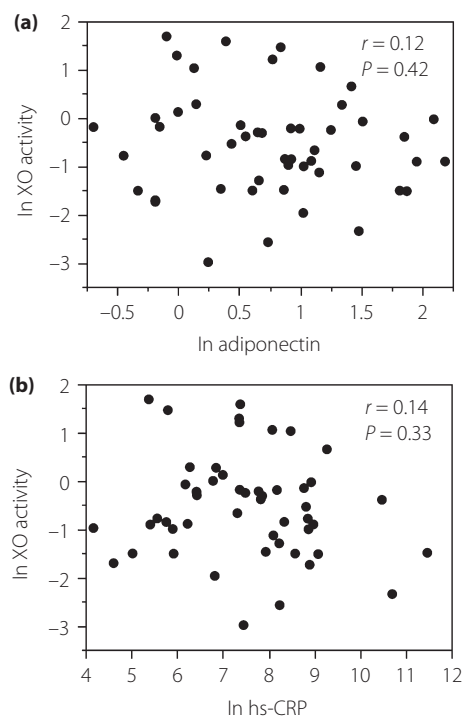 (a)
2
1
0
−1
−2
−3
ln XO activity
r = 0.12
P = 0.42
−0.5 0 0.5 1 1.5 2
ln adiponectin
(b)
2
1
0
−1
−2
−3
ln XO activity
r = 0.14
P = 0.33
4 5 6 7 8 9 10 11 12
ln hs-CRP